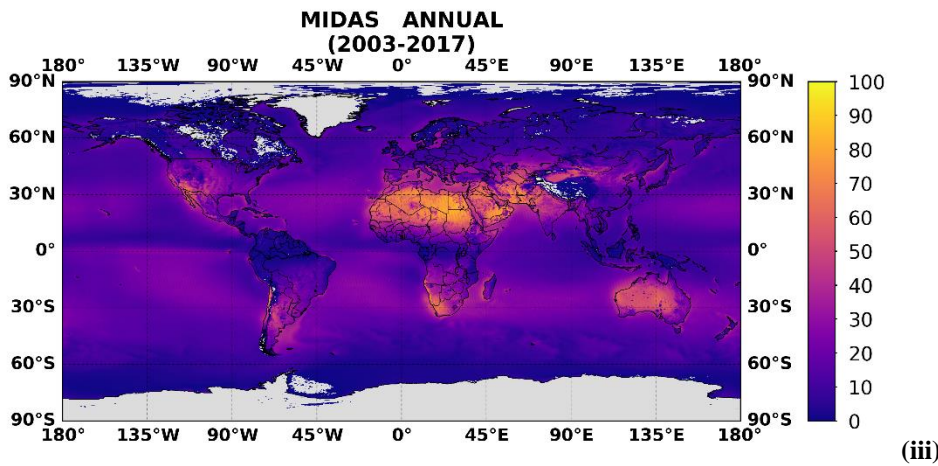 MIDAS ANNUAL
(2003-2017)
180° 135°W 90°W 45°W 0° 45°E 90°E 135°E 180°
90°N 90°N 100
90
60°N 60°N 80
70
30°N 30°N
60
0° 0° 50
40
30°S 30°S 30
20
60°S 60°S
10
90°S 90°S 0
180° 135°W 90°W 45°W 0° 45°E 90°E 135°E 180°
(iii)